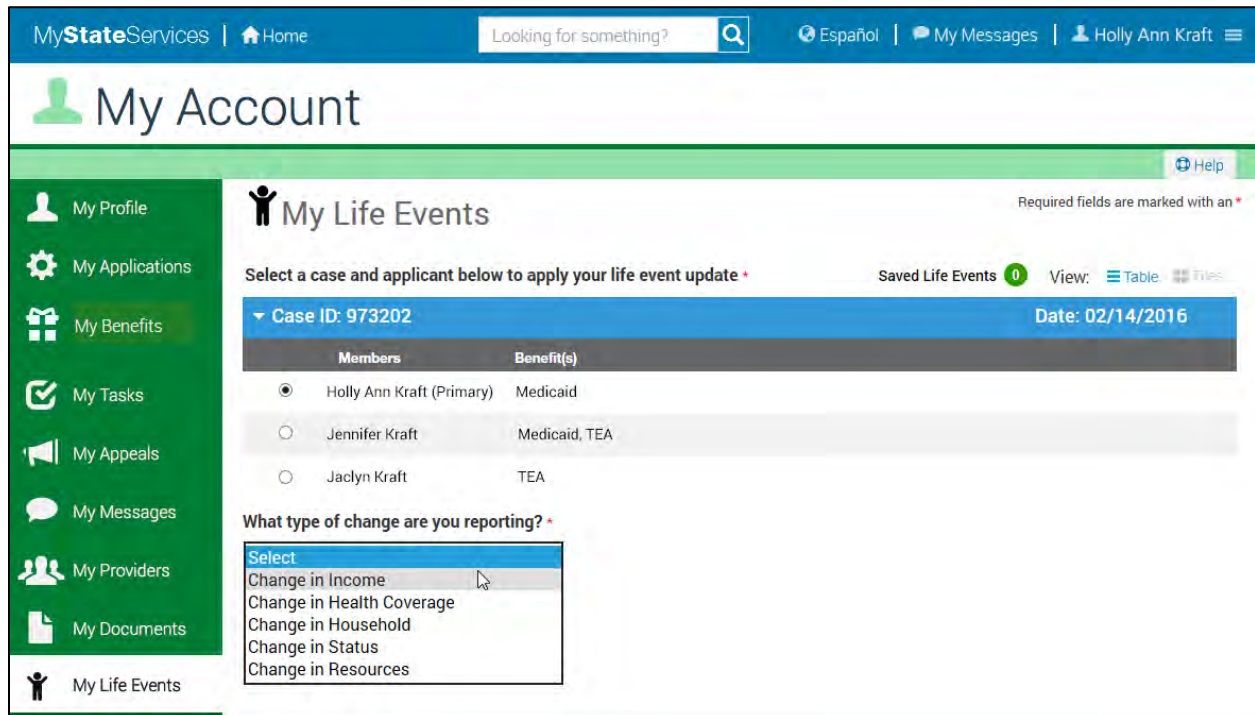 MyStateServices | Home Looking for something? Español | My Messages | Holly Ann Kraft
My Account
Help
My Profile
My Applications
My Benefits
My Tasks
My Appeals
My Messages
My Providers
My Documents
My Life Events
My Life Events
Required fields are marked with an *
Select a case and applicant below to apply your life event update *
Saved Life Events 0 View: Table Tiles
Case ID: 973202 Date: 02/14/2016
Members Benefit(s)
Holly Ann Kraft (Primary) Medicaid
Jennifer Kraft Medicaid, TEA
Jaclyn Kraft TEA
What type of change are you reporting? *
Select
Change in Income
Change in Health Coverage
Change in Household
Change in Status
Change in Resources